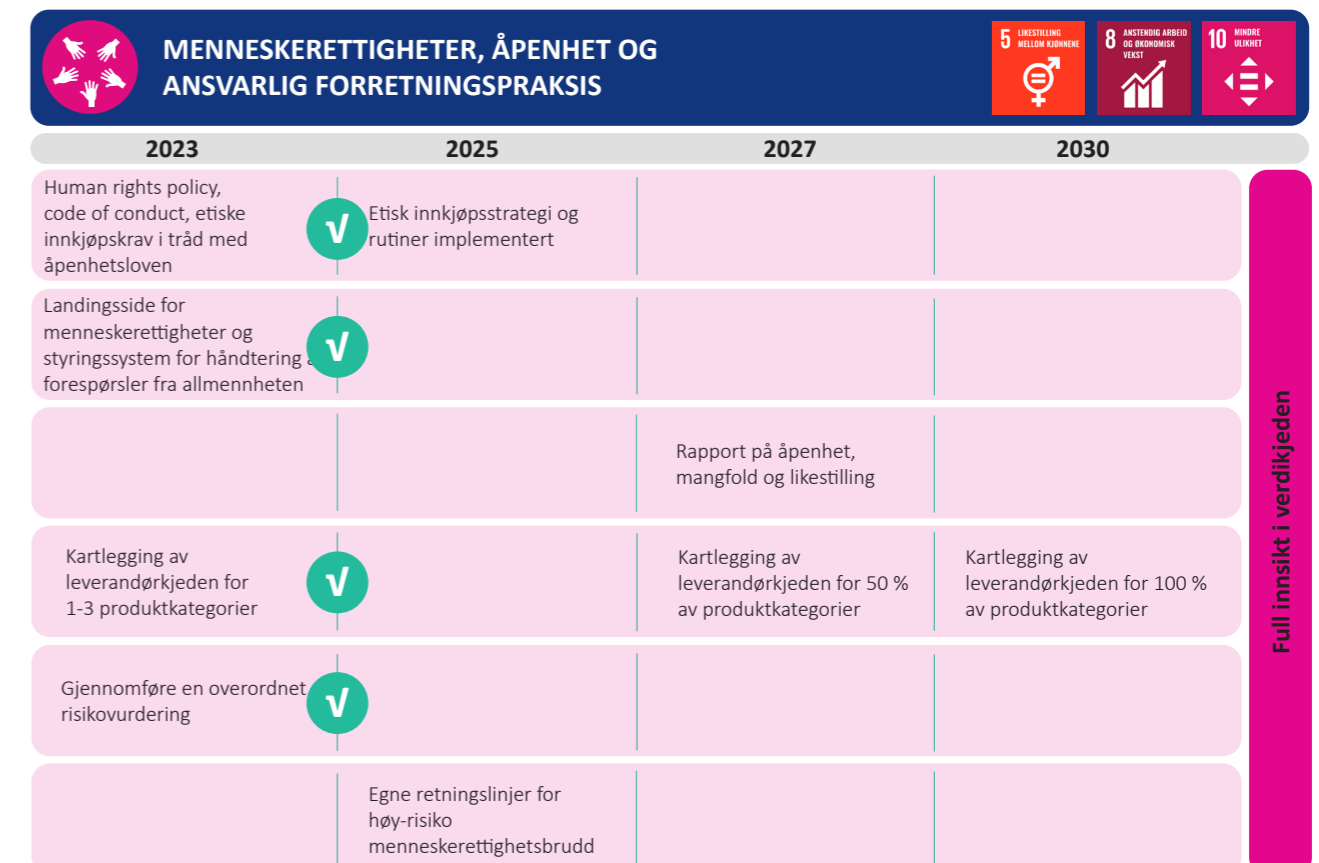 MENNESKERETTIGHETER, ÅPENHET OG
ANSVARLIG FORRETNINGSPRAKSIS
5 LIKESTILLING
MELLOM KJØNNENE
8 ANSTENDIG ARBEID
OG ØKONOMISK
VEKST
10 MINDRE
ULIKHET
2023 2025 2027 2030
Human rights policy,
code of conduct, etiske
innkjøpskrav i tråd med
åpenhetsloven
√
Etisk innkjøpsstrategi og
rutiner implementert
Landingsside for
menneskerettigheter og
styringssystem for håndtering
forespørsler fra allmennheten
√
Rapport på åpenhet,
mangfold og likestilling
Kartlegging av
leverandørkjeden for
1-3 produktkategorier
√
Kartlegging av
leverandørkjeden for 50 %
av produktkategorier
Kartlegging av
leverandørkjeden for 100 %
av produktkategorier
Gjennomføre en overordnet
risikovurdering
√
Egne retningslinjer for
høy-risiko
menneskerettighetsbrudd
Full innsikt i verdikjeden